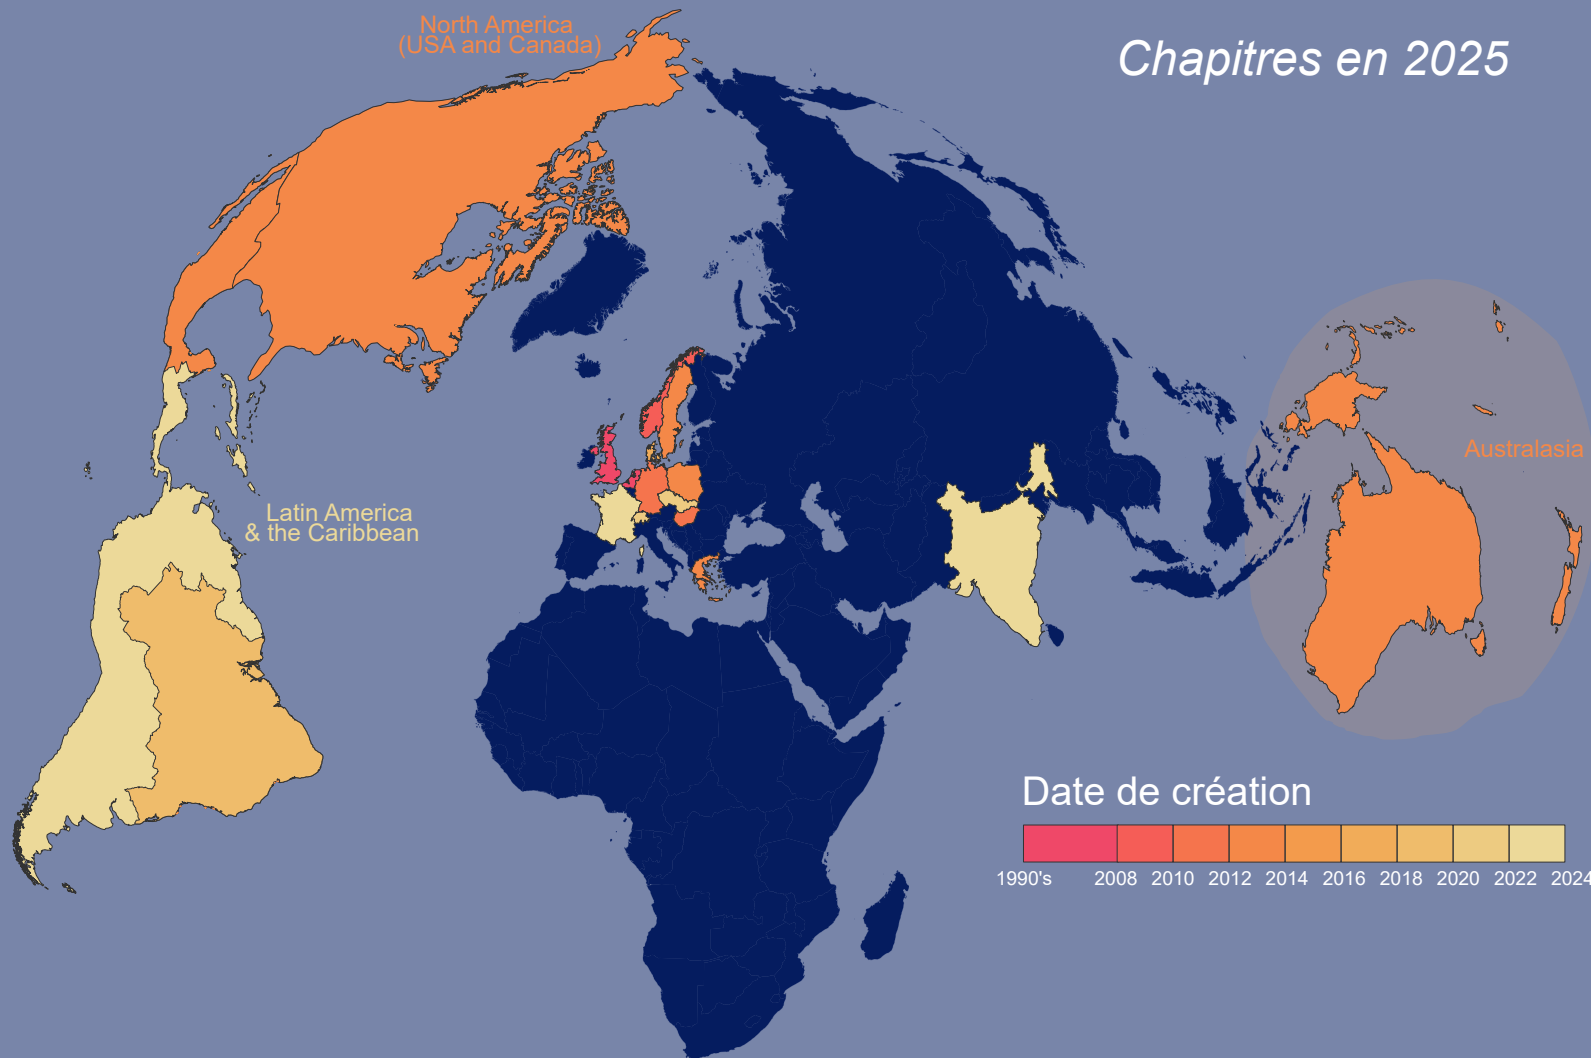 North America
(USA and Canada)
Chapitres en 2025
Australasia
Latin America
& the Caribbean
Date de création
1990's 2008 2010 2012 2014 2016 2018 2020 2022 2024